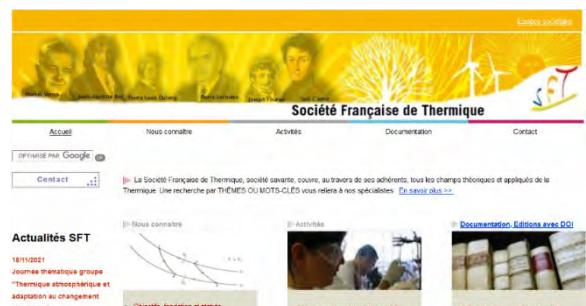 Espace sociétaire
Société Française de Thermique
SFT
Accueil
Nous connaître
Activités
Documentation
Contact
OPTIMISÉ PAR Google
Contact
La Société Française de Thermique, société savante, couvre, au travers de ses adhérents, tous les champs théoriques et appliqués de la
Thermique. Une recherche par THÈMES OU MOTS-CLÉS vous reliera à nos spécialistes. En savoir plus >>
Nous connaître
Activités
Documentation, Editions avec DOI
Actualités SFT
18/11/2021
Journée thématique groupe
"Thermique atmosphérique et
adaptation au changement